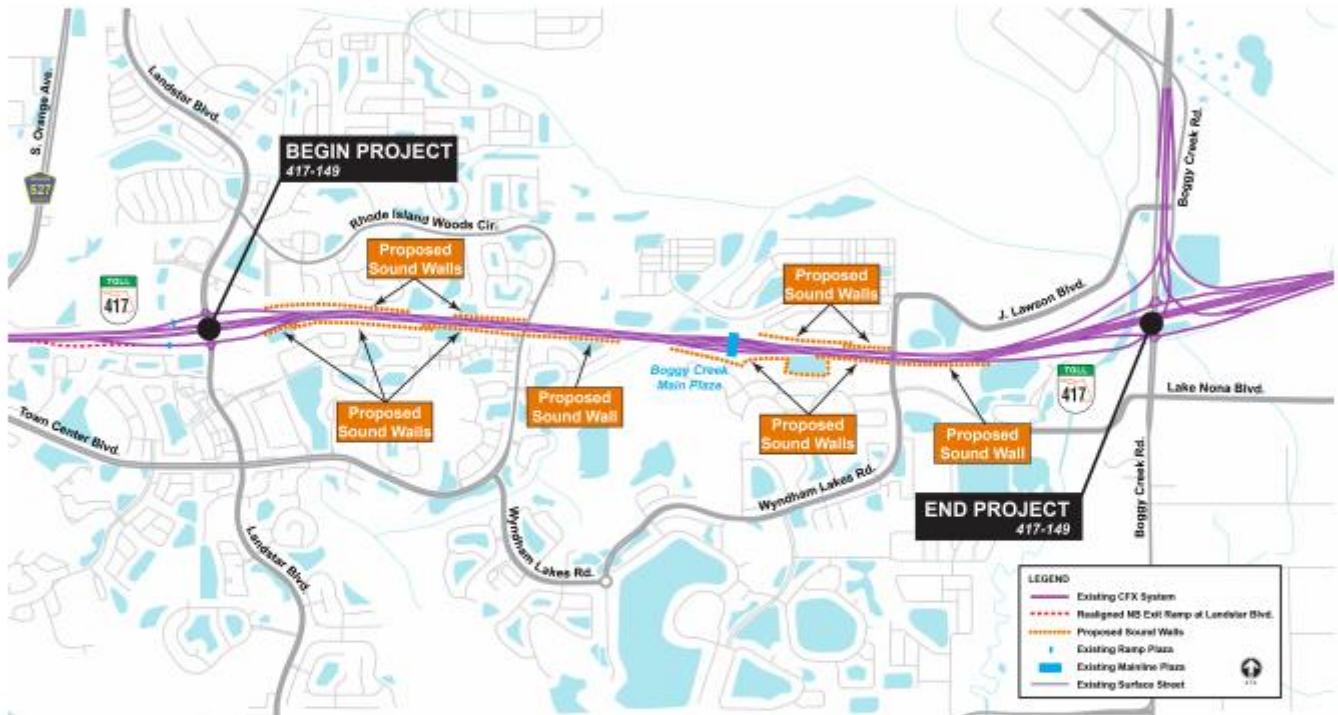 S. Orange Ave.
527
Landstar Blvd.
BEGIN PROJECT
417-149
Rhode Island Woods Cir.
Proposed
Sound Walls
TOLL
417
Proposed
Sound Walls
Proposed
Sound Wall
Boggy Creek
Main Plaza
Proposed
Sound Walls
Proposed
Sound Walls
Proposed
Sound Wall
J. Lawson Blvd.
Boggy Creek Rd.
TOLL
417
Lake Nona Blvd.
Boggy Creek Rd.
END PROJECT
417-149
Town Center Blvd.
Landstar Blvd.
Wyndham Lakes Rd.
Wyndham Lakes Rd.
LEGEND
Existing CFX System
Realigned NB Exit Ramp at Landstar Blvd.
Proposed Sound Walls
Existing Ramp Plaza
Existing Mainline Plaza
Existing Surface Street